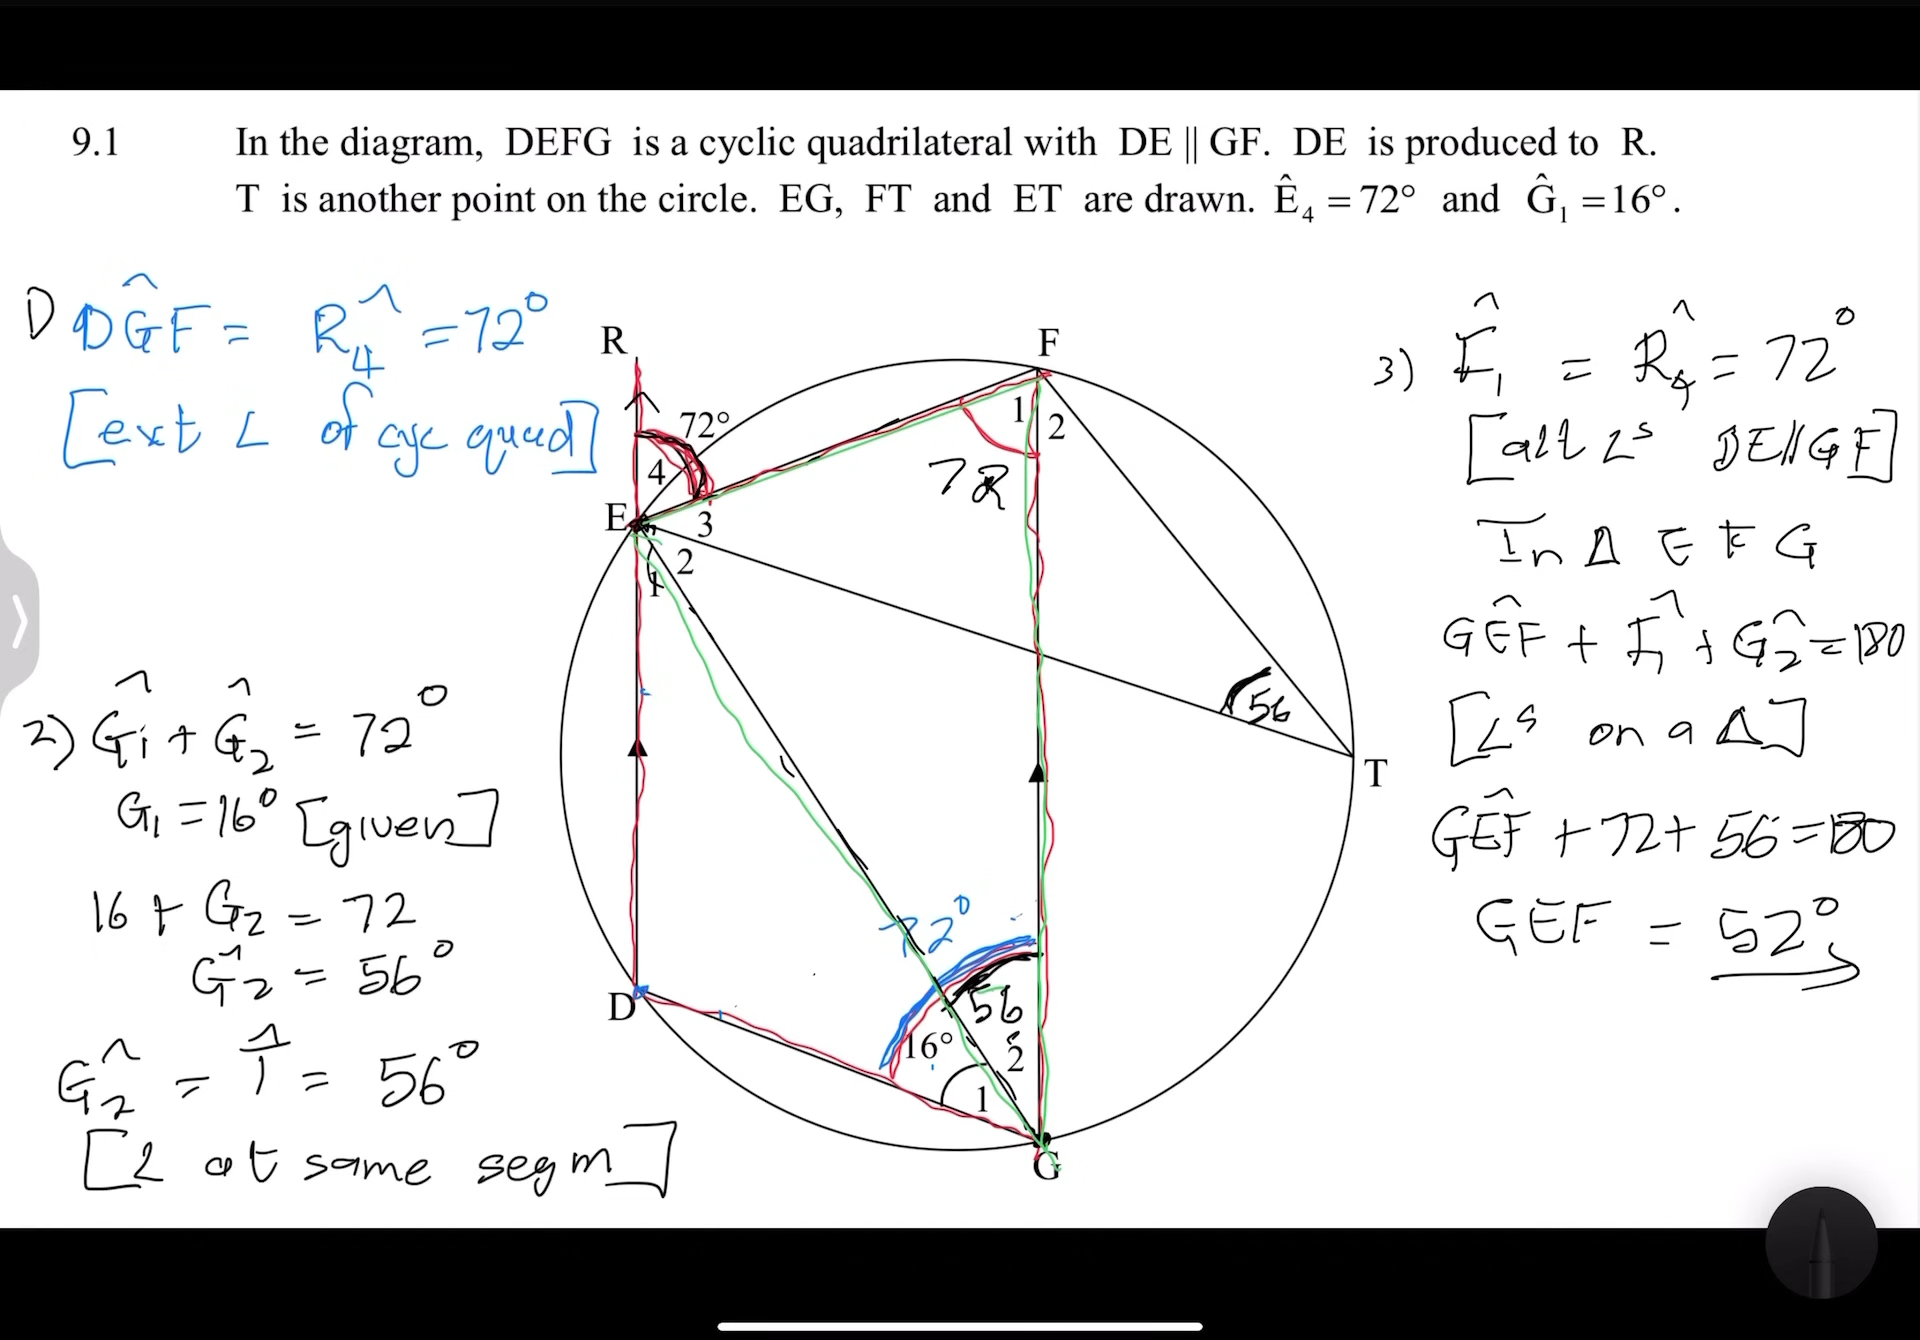 9.1 In the diagram, DEFG is a cyclic quadrilateral with DE || GF. DE is produced to R.
T is another point on the circle. EG, FT and ET are drawn. Ê₄ = 72° and Ĝ₁ = 16°.
1) DĜF = R̂₄ = 72°
[ext ∠ of cyc quad]
2) Ĝ₁ + Ĝ₂ = 72°
G₁ = 16° [given]
16 + G₂ = 72
Ĝ₂ = 56°
Ĝ₂ = T̂ = 56°
[∠ at same segm]
R
F
72°
4
1
2
E
3
72
2
1
56
T
72°
D
56
16°
2
1
G
3) F̂₁ = R̂₄ = 72°
[alt ∠s DE//GF]
In Δ EFG
GÊF + F̂₁ + Ĝ₂ = 180
[∠s on a Δ]
GÊF + 72 + 56 = 180
GEF = 52°